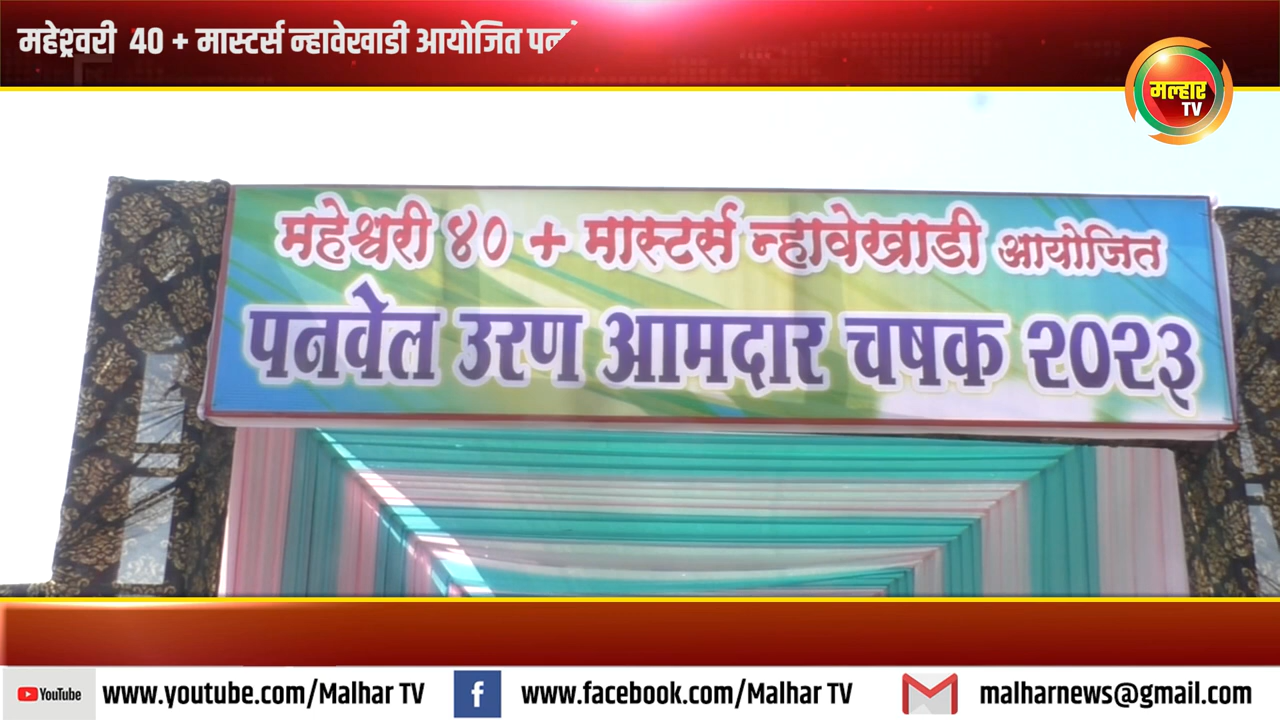 महेश्र्वरी 40 + मास्टर्स न्हावेखाडी आयोजित
मल्हार
TV
महेश्वरी ४० + मास्टर्स न्हावेखाडी आयोजित
पनवेल उरण आमदार चषक २०२३
YouTube www.youtube.com/Malhar TV f www.facebook.com/Malhar TV malharnews@gmail.com